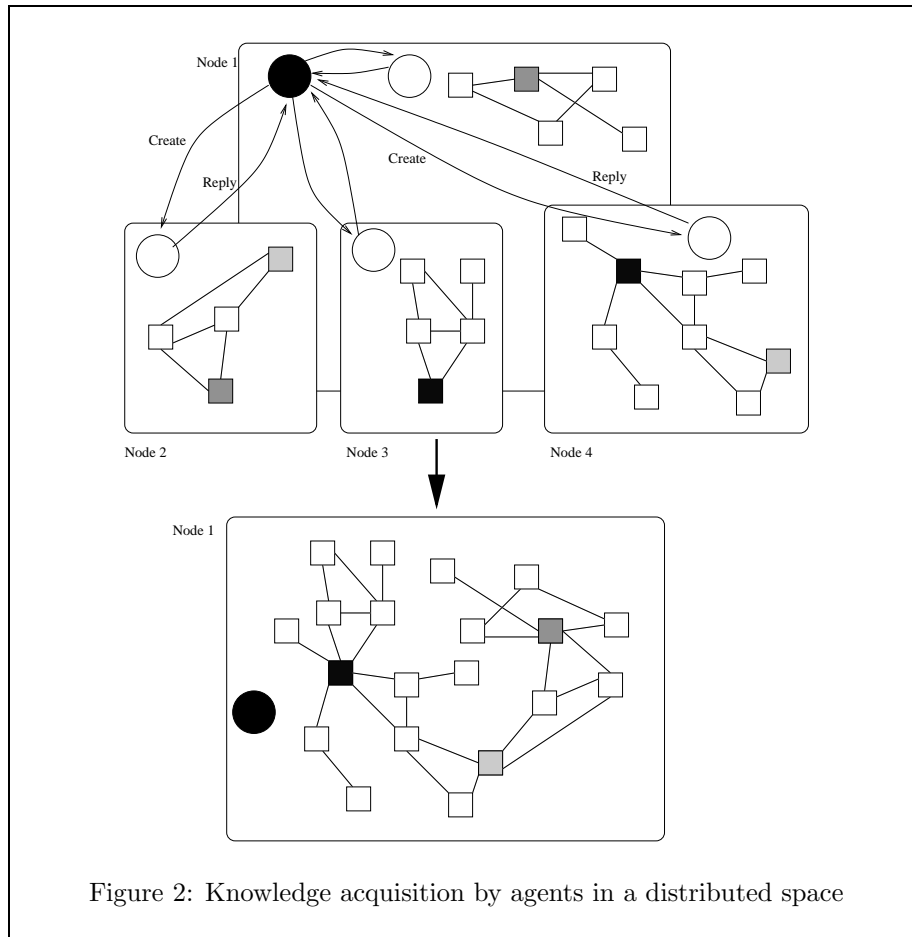 Node 1
Create
Create
Reply
Reply
Node 2
Node 3
Node 4
Node 1
Figure 2: Knowledge acquisition by agents in a distributed space